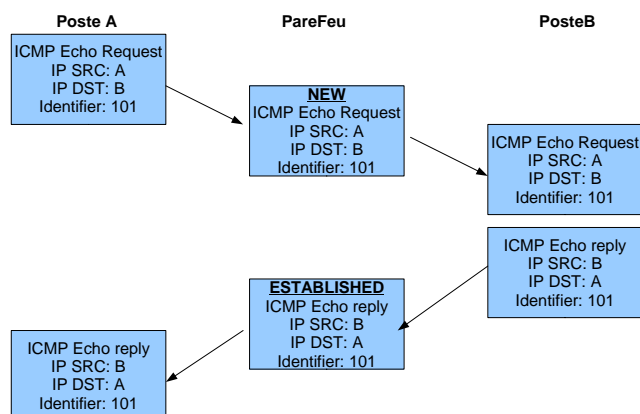 Poste A
PareFeu
PosteB
ICMP Echo Request
IP SRC: A
IP DST: B
Identifier: 101
NEW
ICMP Echo Request
IP SRC: A
IP DST: B
Identifier: 101
ICMP Echo Request
IP SRC: A
IP DST: B
Identifier: 101
ICMP Echo reply
IP SRC: B
IP DST: A
Identifier: 101
ESTABLISHED
ICMP Echo reply
IP SRC: B
IP DST: A
Identifier: 101
ICMP Echo reply
IP SRC: B
IP DST: A
Identifier: 101